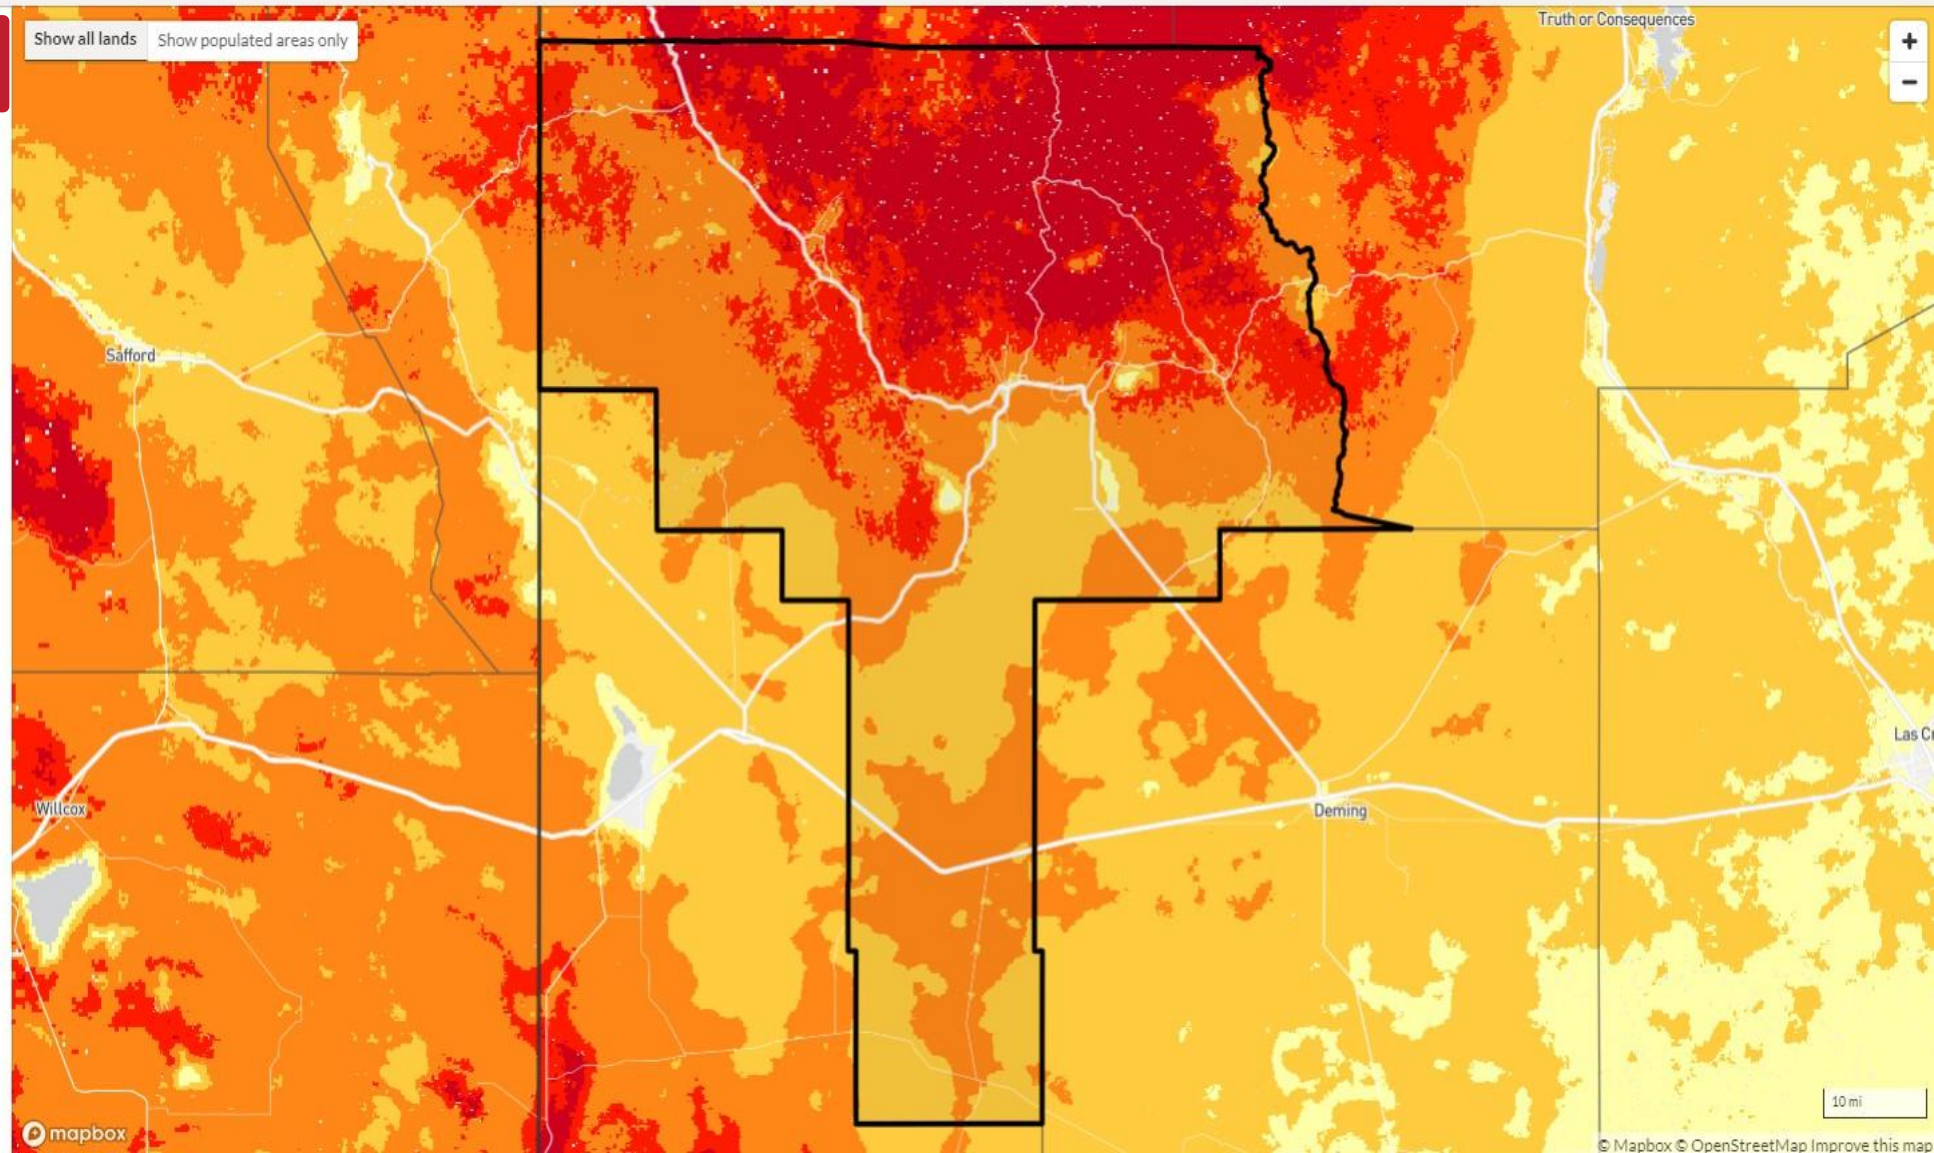 Show all lands Show populated areas only
Truth or Consequences
+
−
Safford
Las Cr
Willcox
Deming
10 mi
mapbox
© Mapbox © OpenStreetMap Improve this map